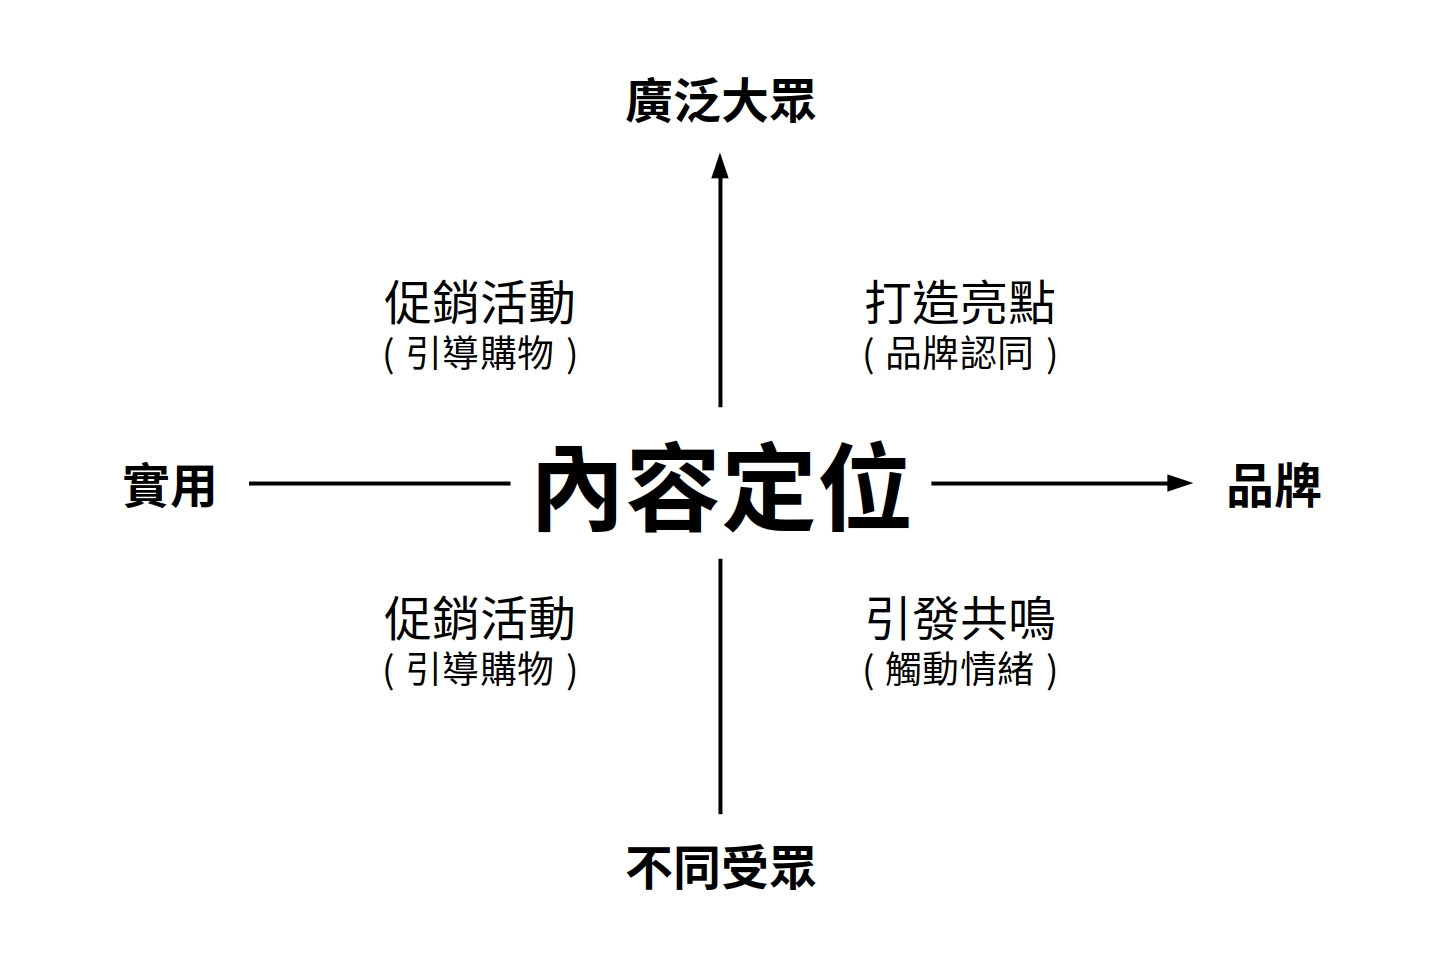 廣泛大眾
促銷活動
( 引導購物 )
打造亮點
( 品牌認同 )
實用
內容定位
品牌
促銷活動
( 引導購物 )
引發共鳴
( 觸動情緒 )
不同受眾